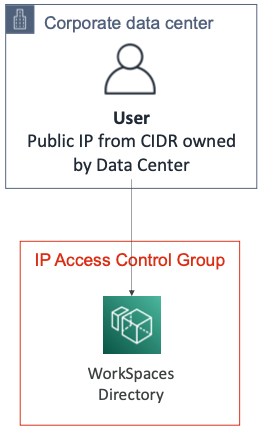 Corporate data center
User
Public IP from CIDR owned
by Data Center
IP Access Control Group
WorkSpaces
Directory